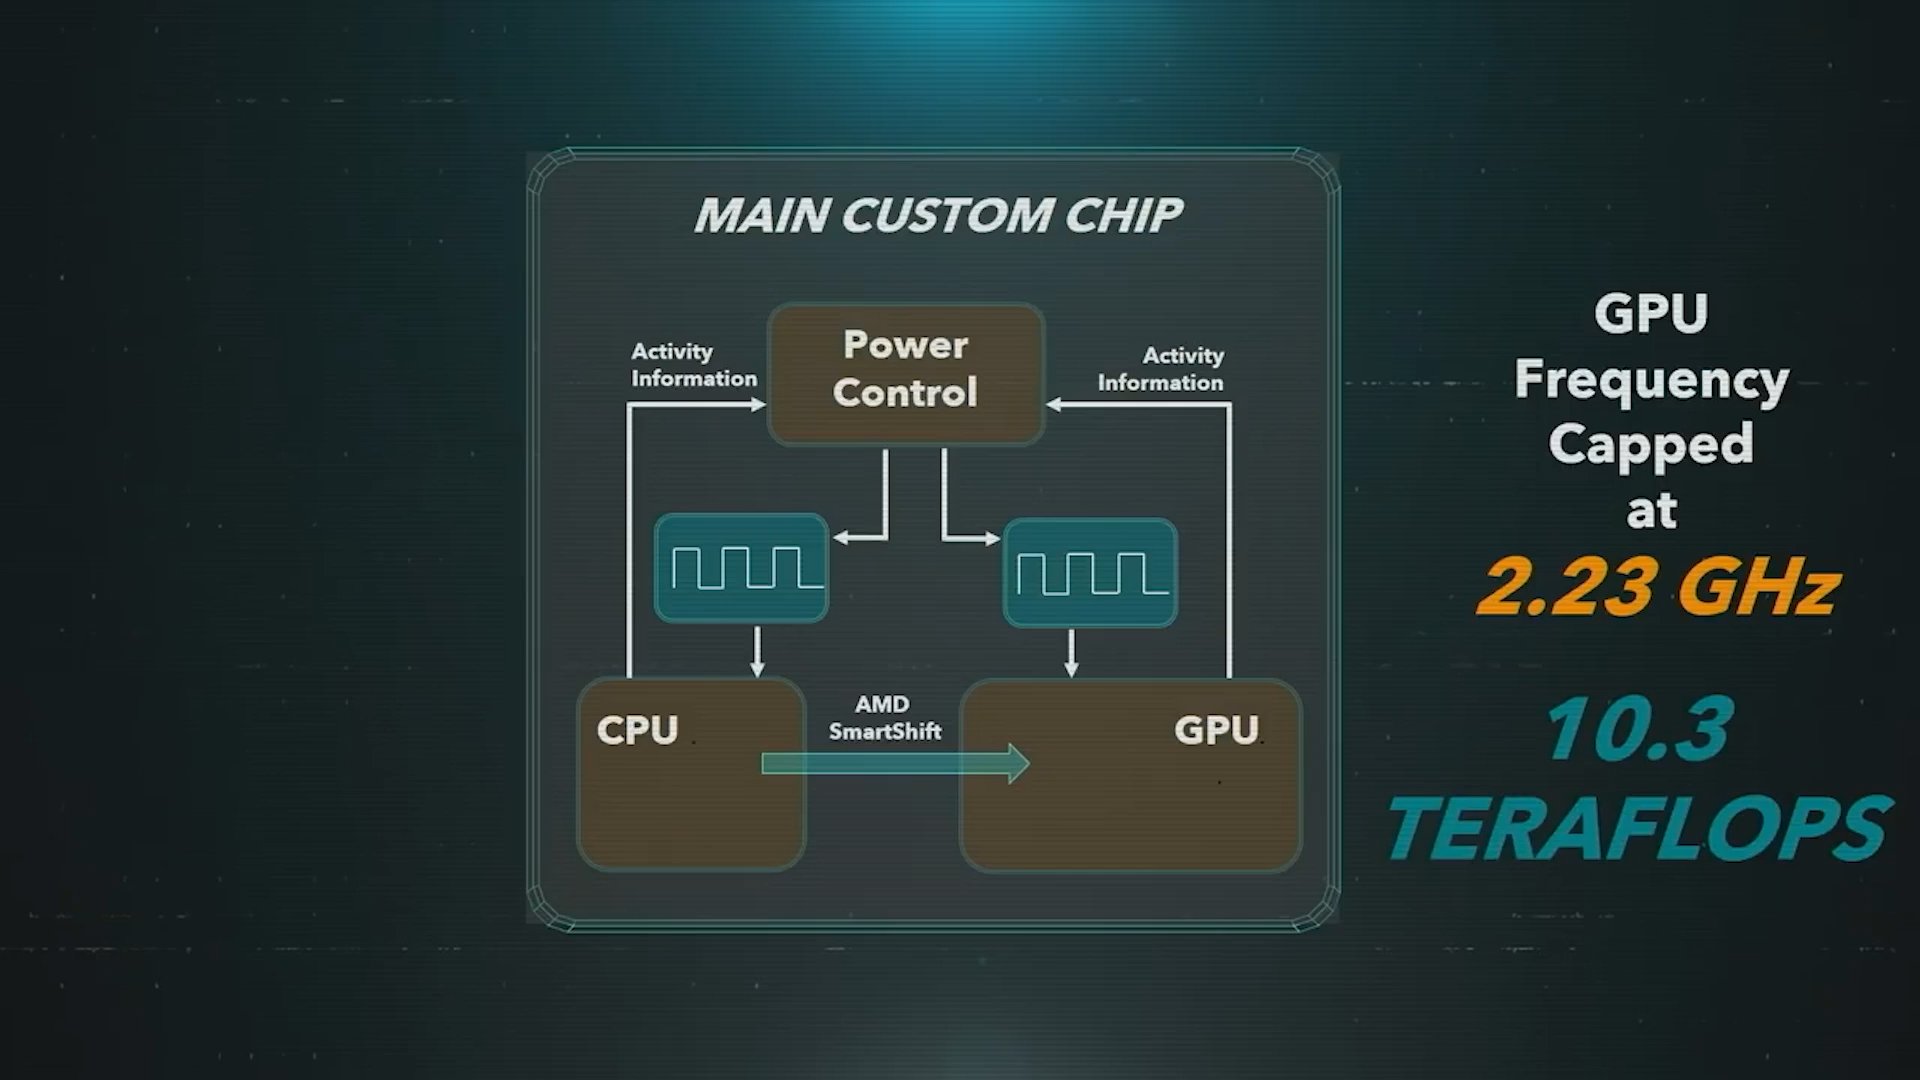 MAIN CUSTOM CHIP
Activity
Information
Power
Control
Activity
Information
CPU
AMD
SmartShift
GPU
GPU
Frequency
Capped
at
2.23 GHz
10.3
TERAFLOPS